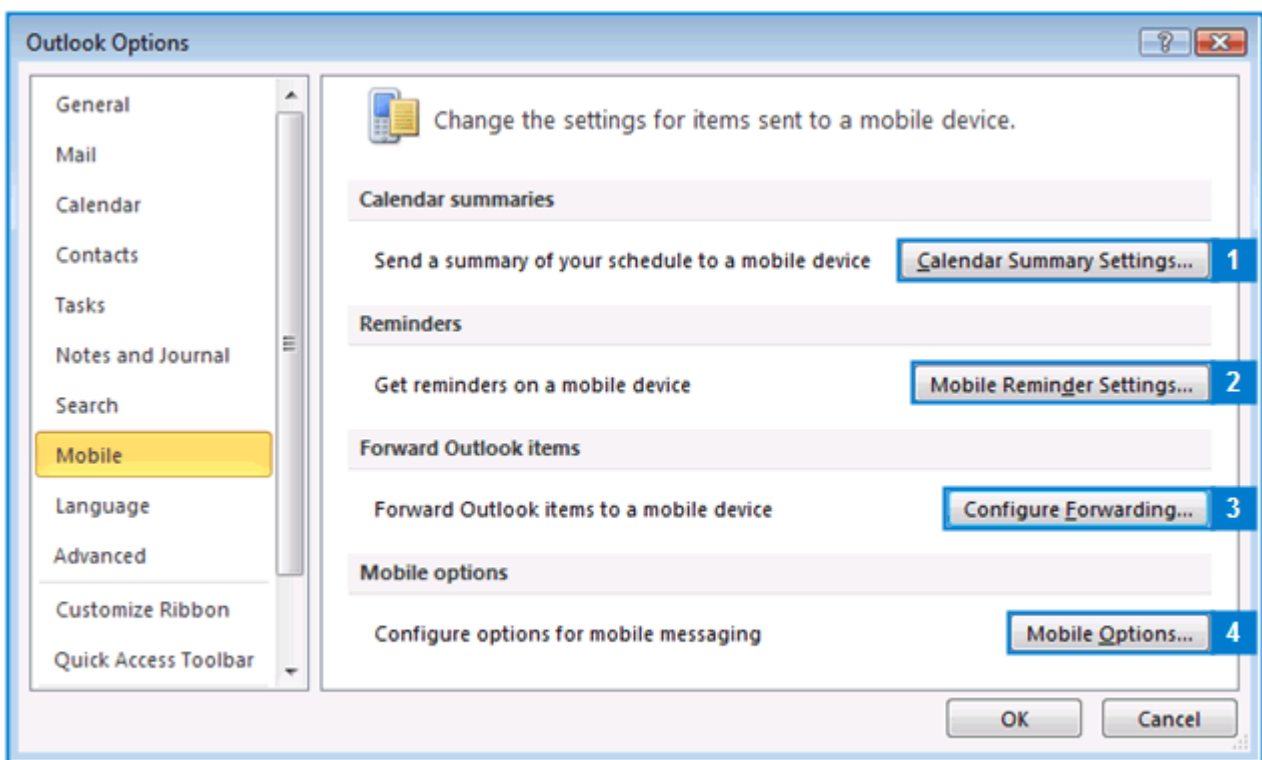 Outlook Options
General
Mail
Calendar
Contacts
Tasks
Notes and Journal
Search
Mobile
Language
Advanced
Customize Ribbon
Quick Access Toolbar
Change the settings for items sent to a mobile device.
Calendar summaries
Send a summary of your schedule to a mobile device Calendar Summary Settings... 1
Reminders
Get reminders on a mobile device Mobile Reminder Settings... 2
Forward Outlook items
Forward Outlook items to a mobile device Configure Forwarding... 3
Mobile options
Configure options for mobile messaging Mobile Options... 4
OK Cancel